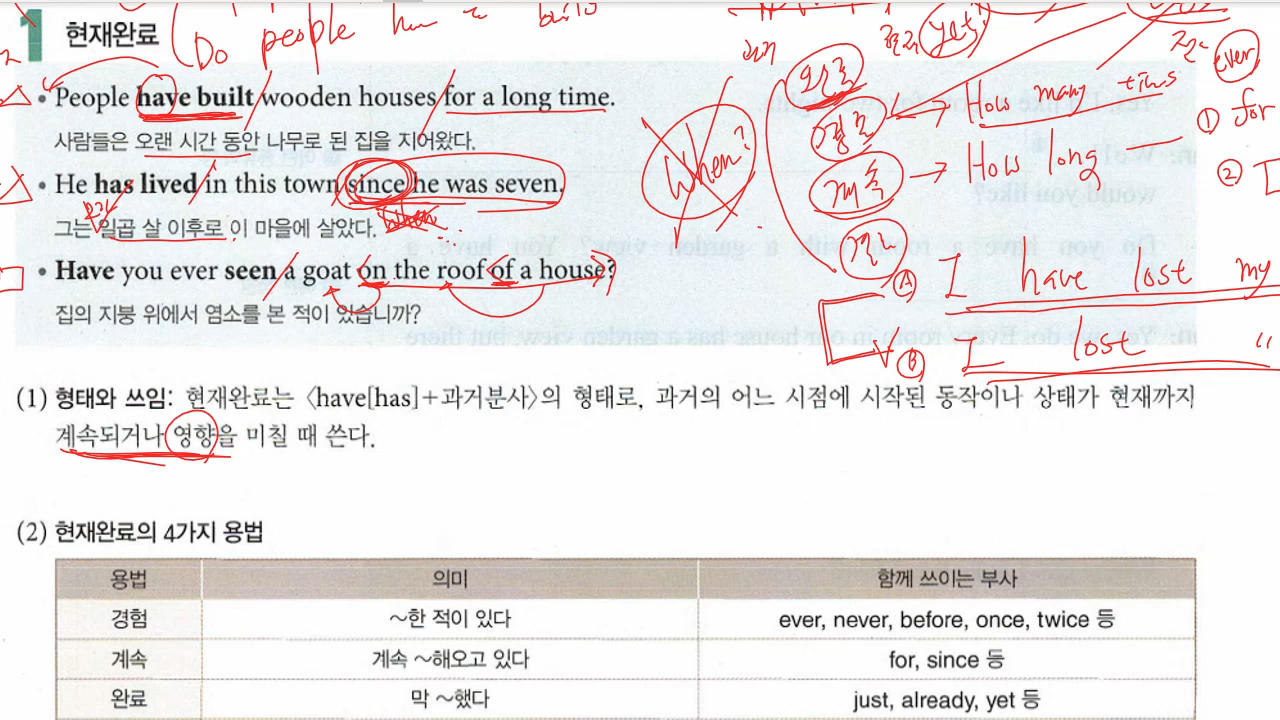 1 현재완료
Do people have build
• People have built wooden houses for a long time.
사람들은 오랜 시간 동안 나무로 된 집을 지어왔다.
• He has lived in this town since he was seven.
그는 일곱 살 이후로 이 마을에 살았다.
• Have you ever seen a goat on the roof of a house?
집의 지붕 위에서 염소를 본 적이 있습니까?
과거
yet
ever
완료
경험 → How many
계속 → How long
When?
① for
②
Ⓐ I have lost my
Ⓑ I lost "
(1) 형태와 쓰임: 현재완료는 〈have[has]+과거분사〉의 형태로, 과거의 어느 시점에 시작된 동작이나 상태가 현재까지
계속되거나 영향을 미칠 때 쓴다.
(2) 현재완료의 4가지 용법
용법 의미 함께 쓰이는 부사
경험 ～한 적이 있다 ever, never, before, once, twice 등
계속 계속 ～해오고 있다 for, since 등
완료 막 ～했다 just, already, yet 등